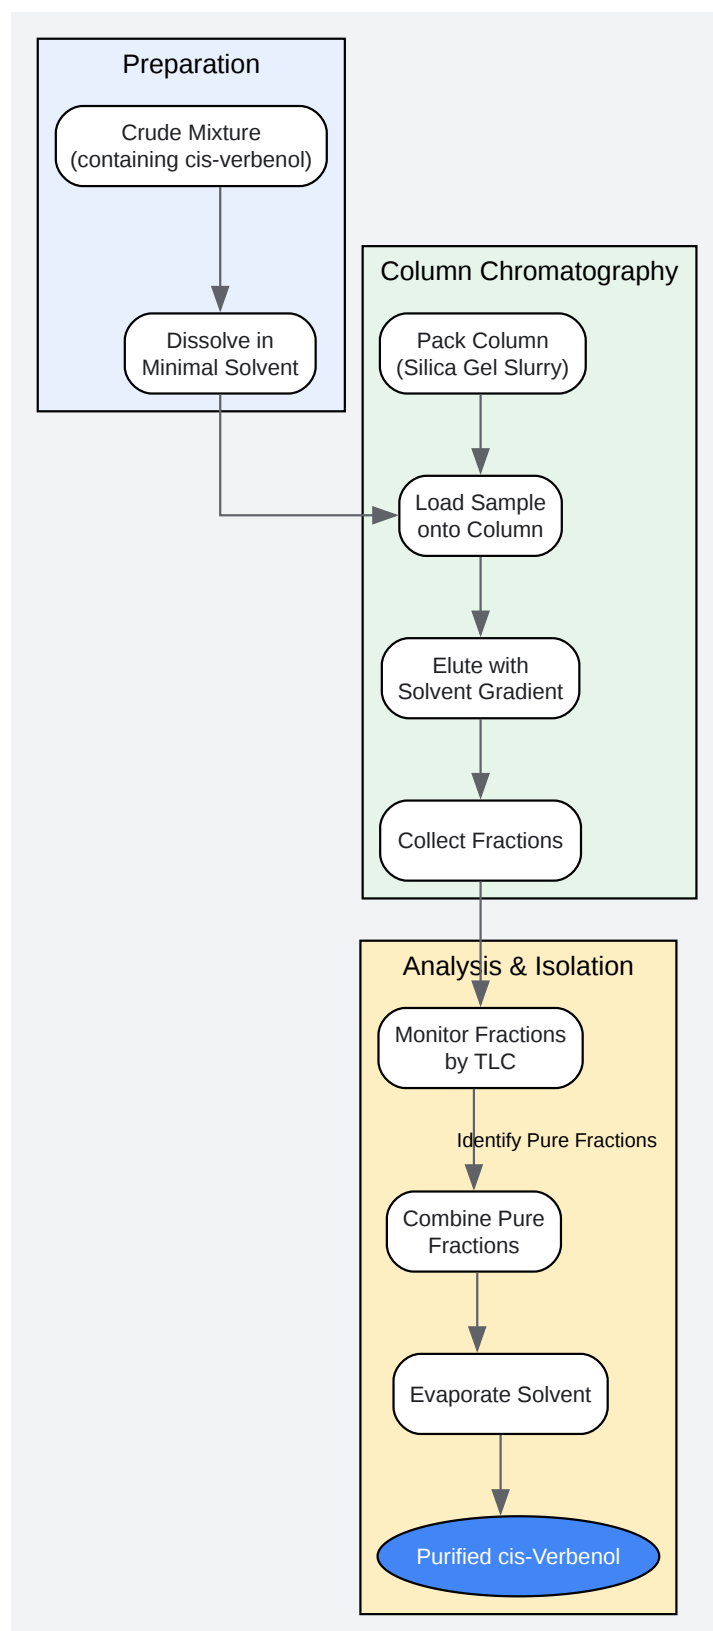 Preparation
Crude Mixture
(containing cis-verbenol)
Dissolve in
Minimal Solvent
Column Chromatography
Pack Column
(Silica Gel Slurry)
Load Sample
onto Column
Elute with
Solvent Gradient
Collect Fractions
Analysis & Isolation
Monitor Fractions
by TLC
Identify Pure Fractions
Combine Pure
Fractions
Evaporate Solvent
Purified cis-Verbenol